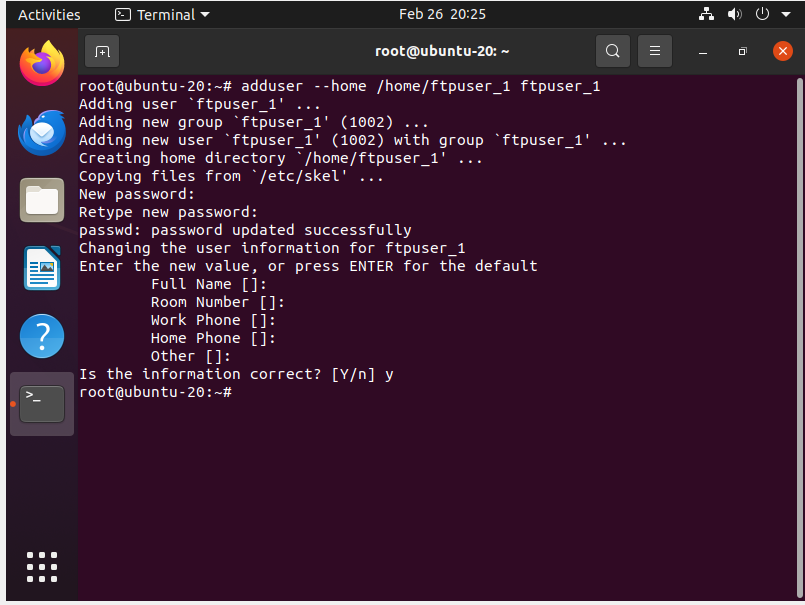 Activities
Terminal
Feb 26 20:25
root@ubuntu-20: ~
root@ubuntu-20:~# adduser --home /home/ftpuser_1 ftpuser_1
Adding user `ftpuser_1' ...
Adding new group `ftpuser_1' (1002) ...
Adding new user `ftpuser_1' (1002) with group `ftpuser_1' ...
Creating home directory `/home/ftpuser_1' ...
Copying files from `/etc/skel' ...
New password:
Retype new password:
passwd: password updated successfully
Changing the user information for ftpuser_1
Enter the new value, or press ENTER for the default
        Full Name []:
        Room Number []:
        Work Phone []:
        Home Phone []:
        Other []:
Is the information correct? [Y/n] y
root@ubuntu-20:~#